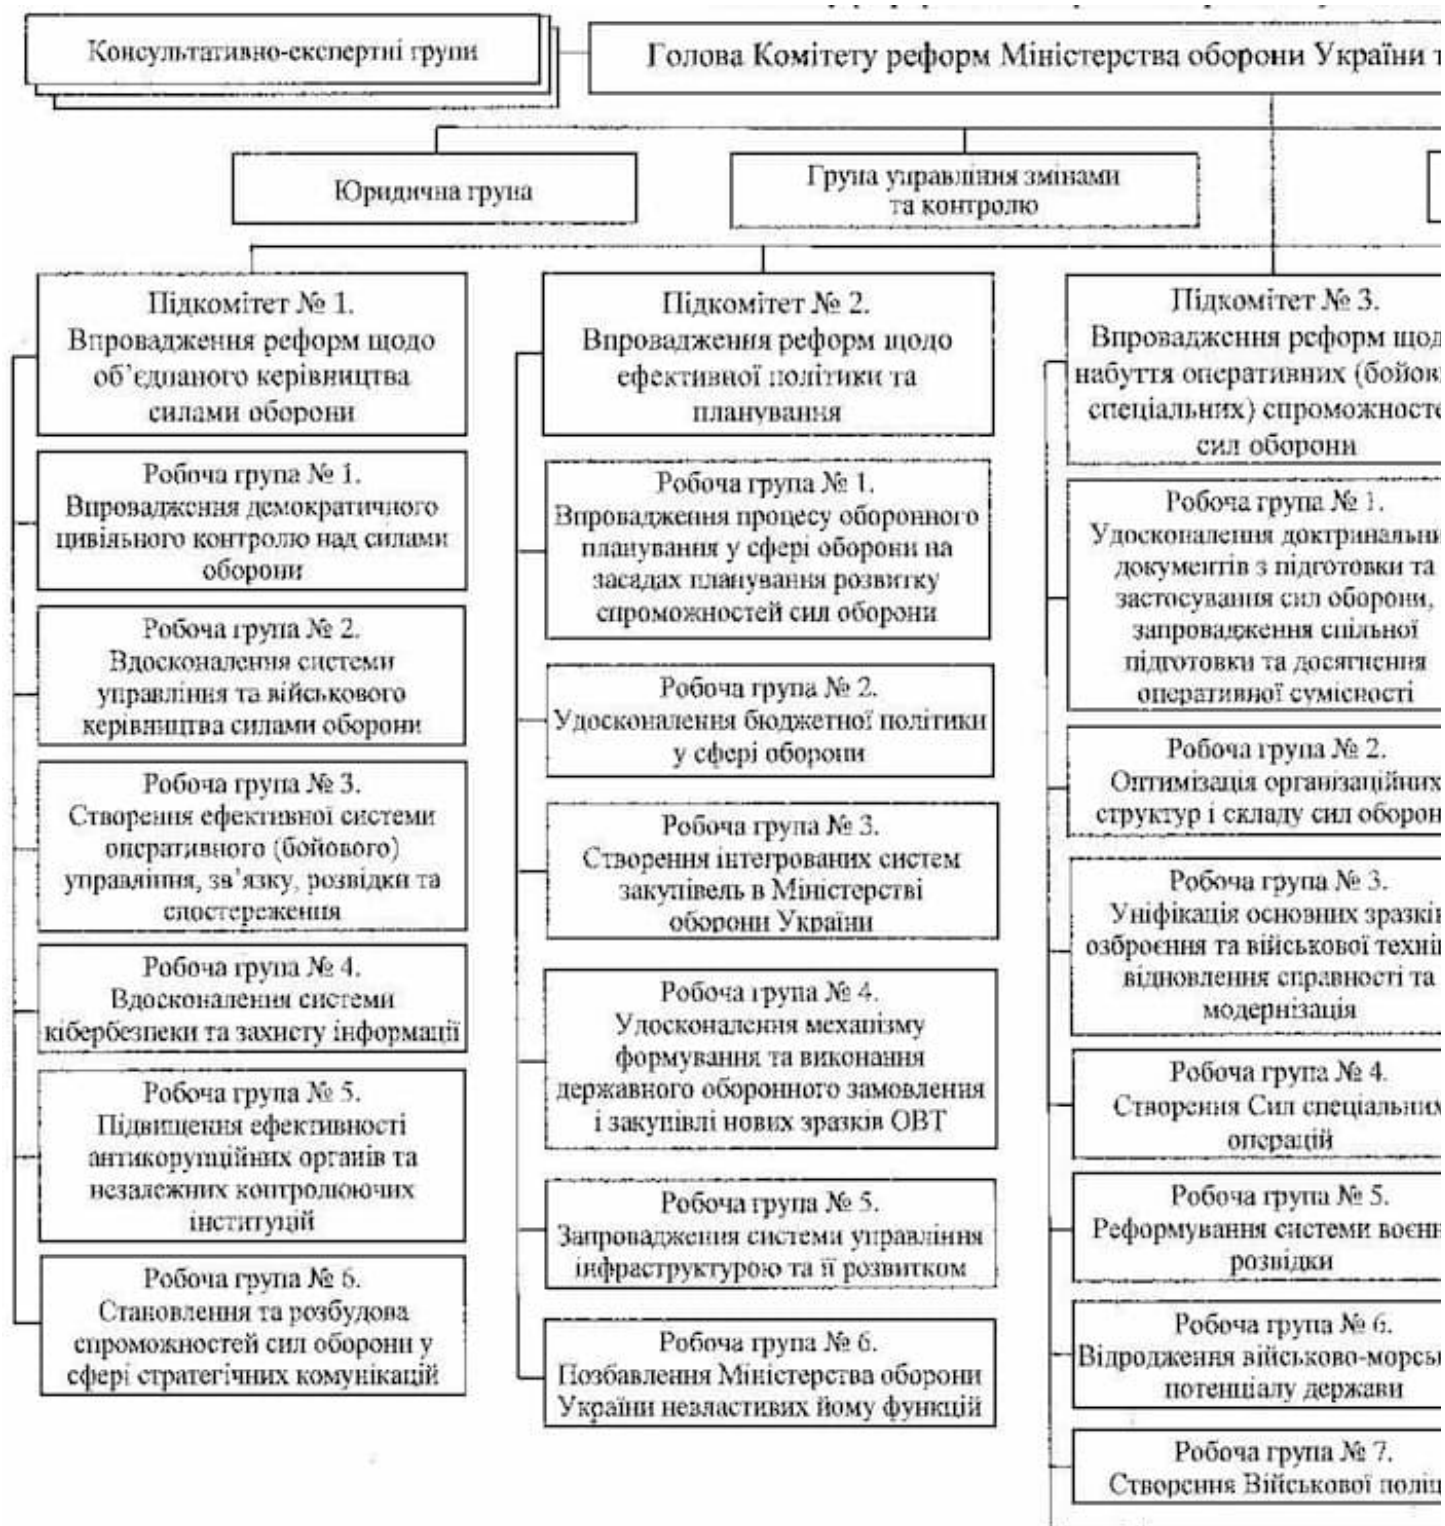 Консультативно-експертні групи
Голова Комітету реформ Міністерства оборони України
Юридична група
Група управління змінами
та контролю
Підкомітет № 1.
Впровадження реформ щодо
об’єднаного керівництва
силами оборони
Робоча група № 1.
Впровадження демократичного
цивільного контролю над силами
оборони
Робоча група № 2.
Вдосконалення системи
управління та військового
керівництва силами оборони
Робоча група № 3.
Створення ефективної системи
оперативного (бойового)
управління, зв’язку, розвідки та
спостереження
Робоча група № 4.
Вдосконалення системи
кібербезпеки та захисту інформації
Робоча група № 5.
Підвищення ефективності
антикорупційних органів та
незалежних контролюючих
інституцій
Робоча група № 6.
Становлення та розбудова
спроможностей сил оборони у
сфері стратегічних комунікацій
Підкомітет № 2.
Впровадження реформ щодо
ефективної політики та
планування
Робоча група № 1.
Впровадження процесу оборонного
планування у сфері оборони на
засадах планування розвитку
спроможностей сил оборони
Робоча група № 2.
Удосконалення бюджетної політики
у сфері оборони
Робоча група № 3.
Створення інтегрованих систем
закупівель в Міністерстві
оборони України
Робоча група № 4.
Удосконалення механізму
формування та виконання
державного оборонного замовлення
і закупівлі нових зразків ОВТ
Робоча група № 5.
Запровадження системи управління
інфраструктурою та її розвитком
Робоча група № 6.
Позбавлення Міністерства оборони
України невластивих йому функцій
Підкомітет № 3.
Впровадження реформ щод
набуття оперативних (бойов
спеціальних) спроможносте
сил оборони
Робоча група № 1.
Удосконалення доктринальни
документів з підготовки та
застосування сил оборони,
запровадження спільної
підготовки та досягнення
оперативної сумісності
Робоча група № 2.
Оптимізація організаційних
структур і складу сил оборон
Робоча група № 3.
Уніфікація основних зразкі
озброєння та військової техні
відновлення справності та
модернізація
Робоча група № 4.
Створення Сил спеціальних
операцій
Робоча група № 5.
Реформування системи воєнн
розвідки
Робоча група № 6.
Відродження військово-морсь
потенціалу держави
Робоча група № 7.
Створення Військової поліц